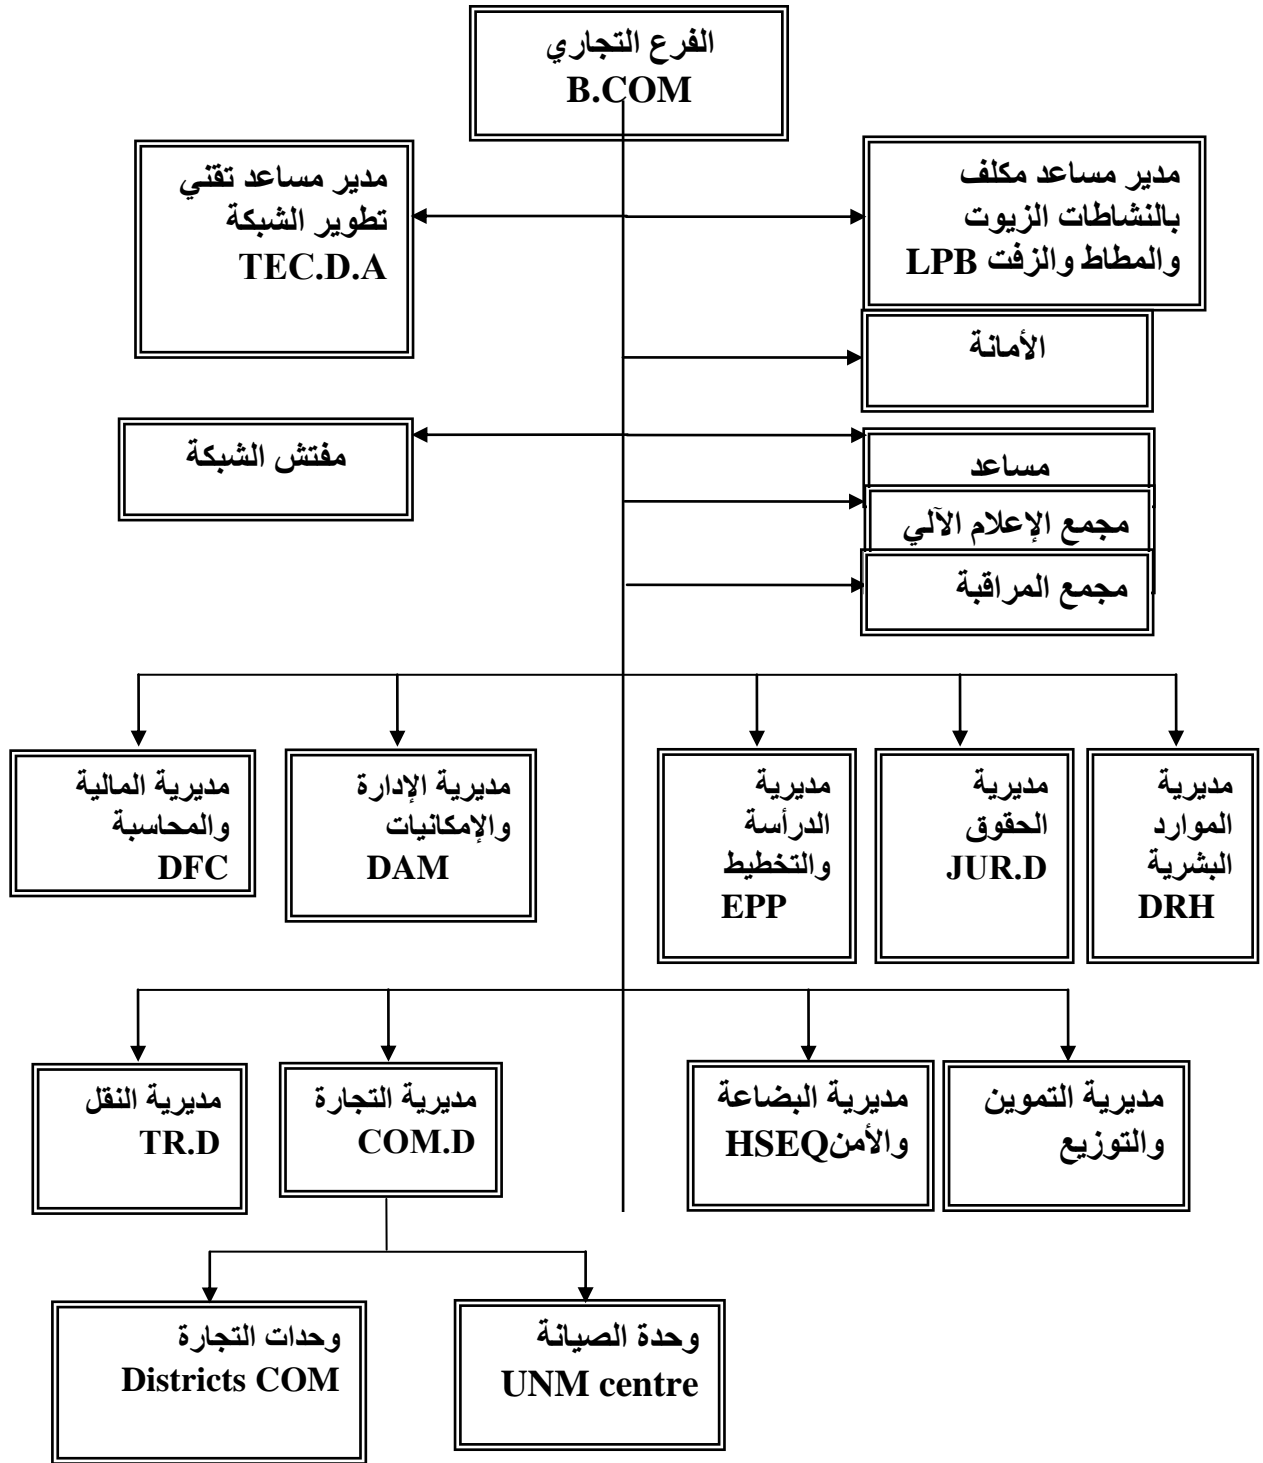 الفرع التجاري
B.COM
مدير مساعد مكلف
بالنشاطات الزيوت
والمطاط والزفت LPB
مدير مساعد تقني
تطوير الشبكة
TEC.D.A
الأمانة
مساعد
مفتش الشبكة
مجمع الإعلام الآلي
مجمع المراقبة
مديرية
الموارد
البشرية
DRH
مديرية
الحقوق
JUR.D
مديرية
الدرأسة
والتخطيط
EPP
مديرية الإدارة
والإمكانيات
DAM
مديرية المالية
والمحاسبة
DFC
مديرية التموين
والتوزيع
مديرية البضاعة
والأمنHSEQ
مديرية التجارة
COM.D
مديرية النقل
TR.D
وحدة الصيانة
UNM centre
وحدات التجارة
Districts COM